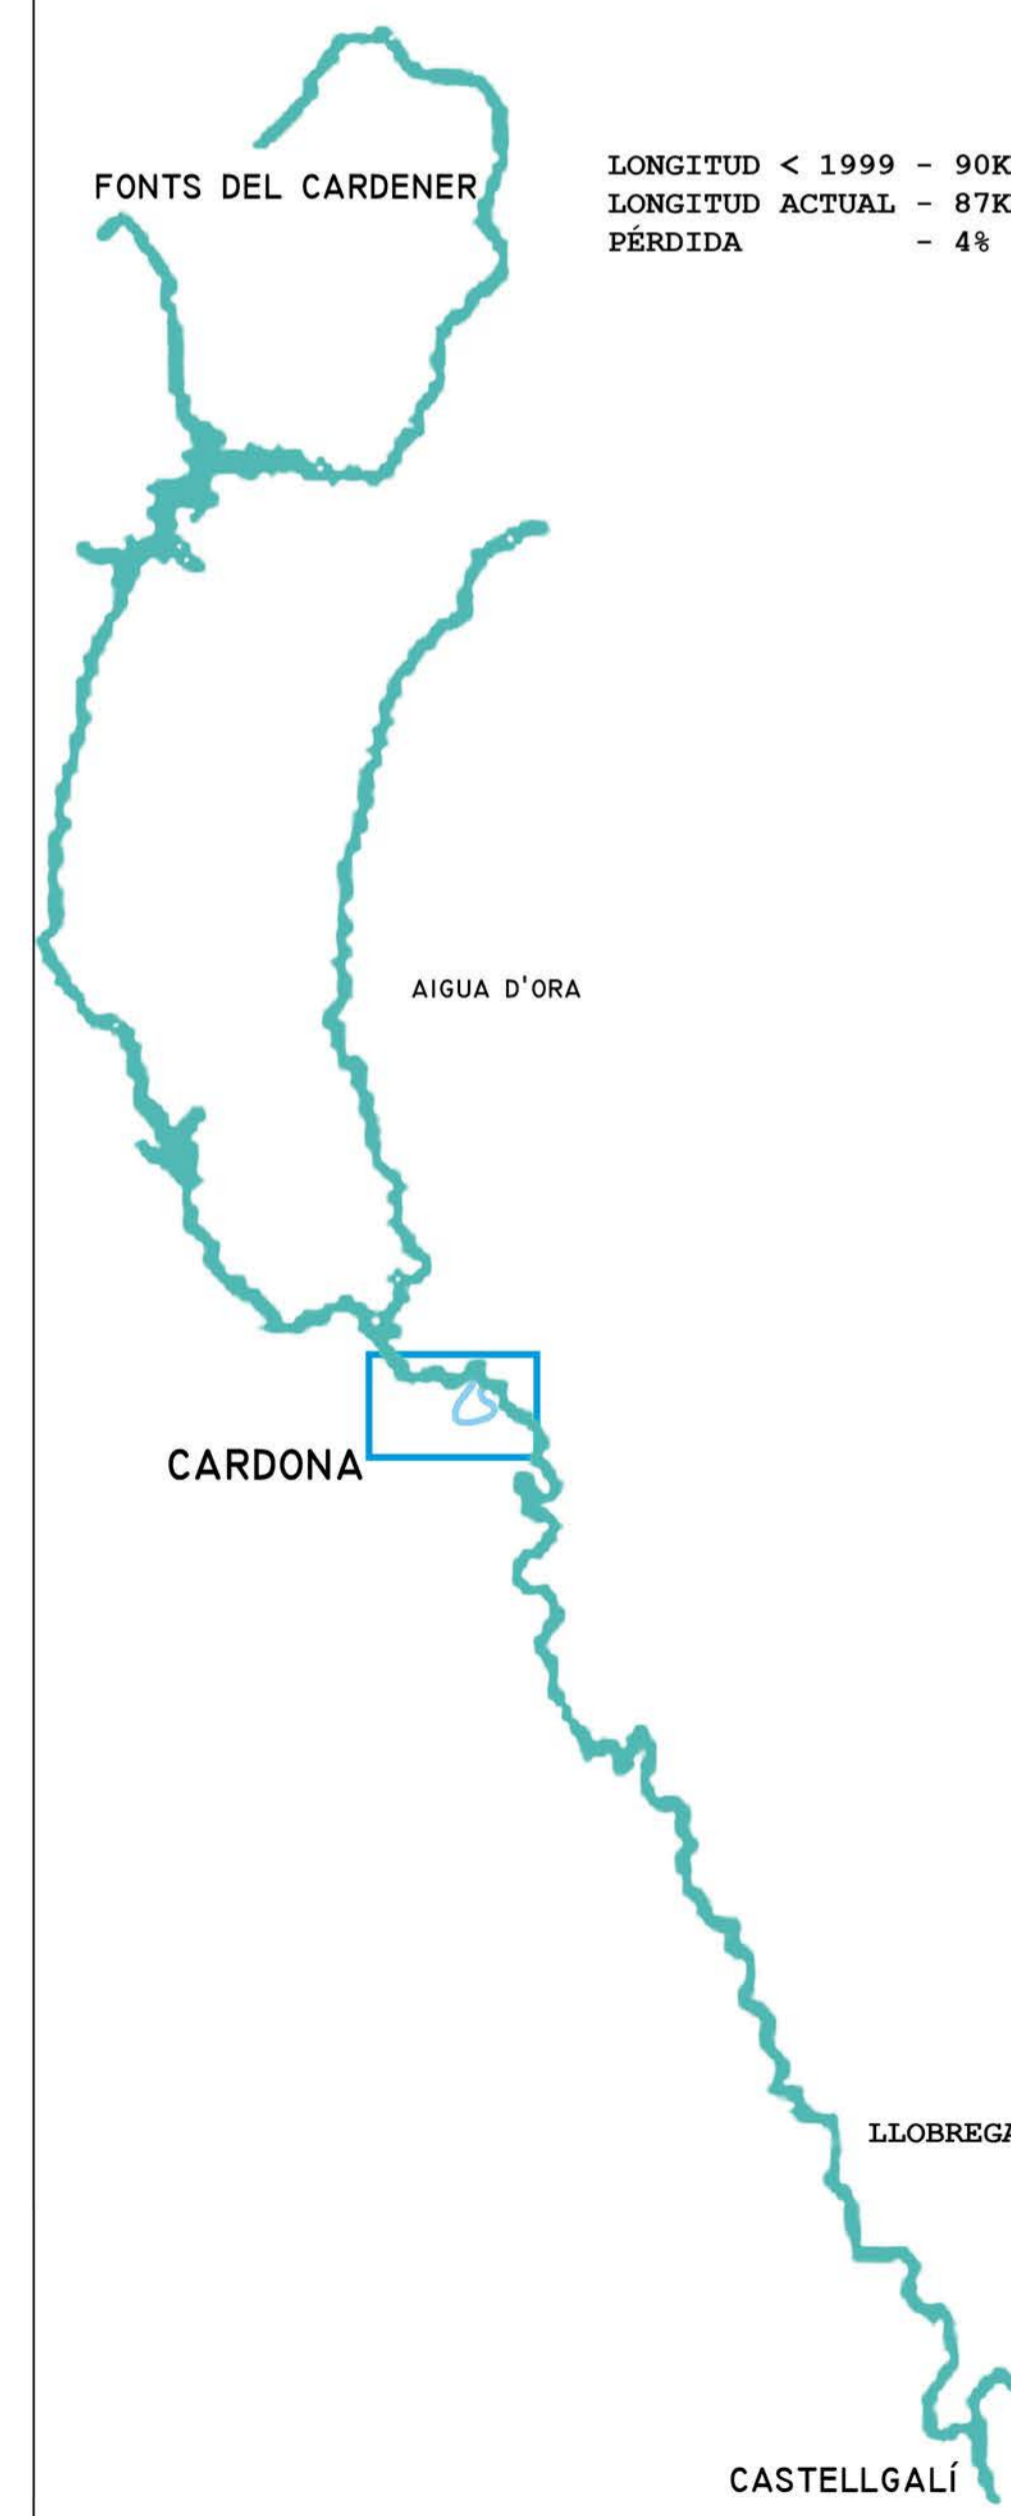 LONGITUD < 1999 - 90K
LONGITUD ACTUAL - 87K
PÉRDIDA - 4%
FONTS DEL CARDENER
AIGUA D'ORA
CARDONA
LLOBREGA
CASTELLGALÍ